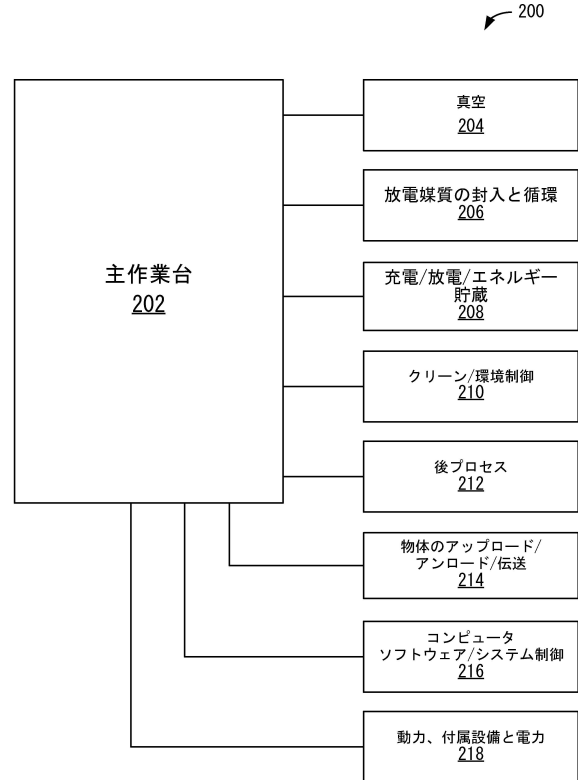 200
主作業台
202
真空
204
放電媒質の封入と循環
206
充電/放電/エネルギー
貯蔵
208
クリーン/環境制御
210
後プロセス
212
物体のアップロード/
アンロード/伝送
214
コンピュータ
ソフトウェア/システム制御
216
動力、付属設備と電力
218